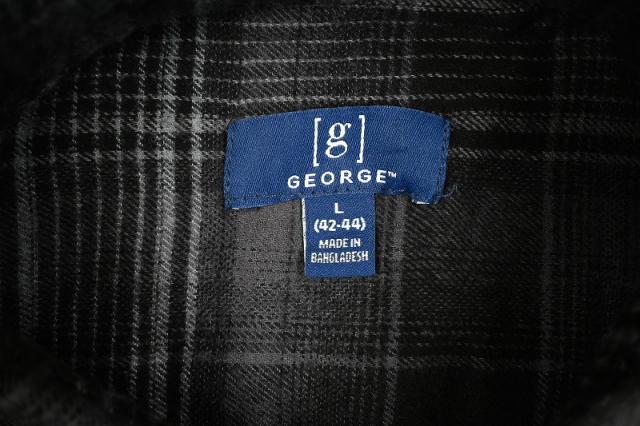 [g]
GEORGE™
L
(42-44)
MADE IN
BANGLADESH